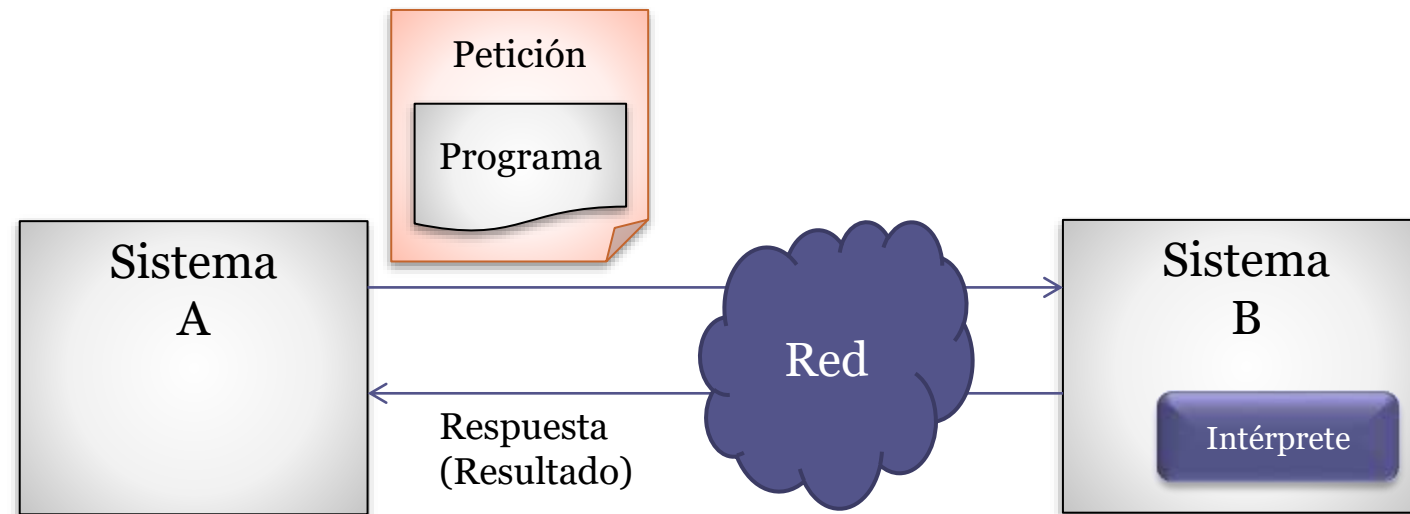 Petición
Programa
Sistema
A
Red
Sistema
B
Intérprete
Respuesta
(Resultado)